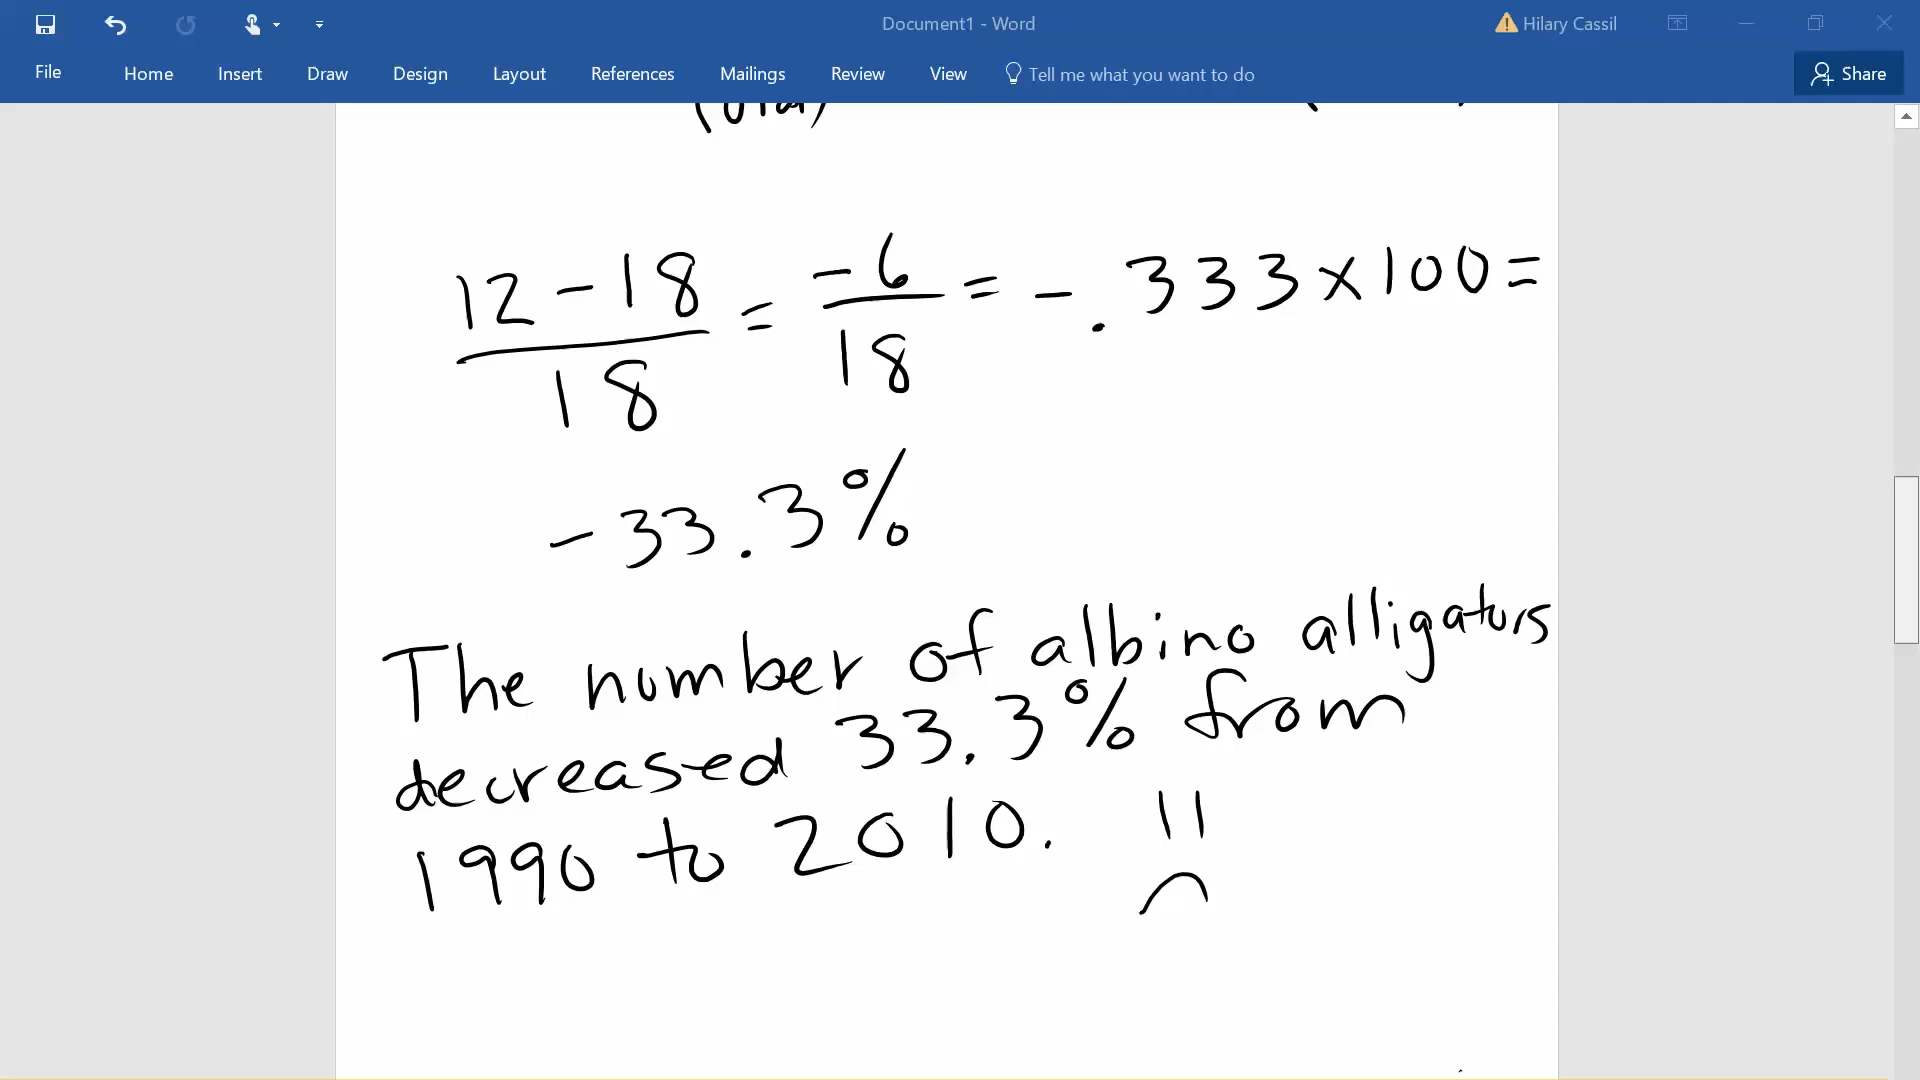 Document1 - Word
Hilary Cassil
File Home Insert Draw Design Layout References Mailings Review View Tell me what you want to do Share
12 - 18 / 18 = -6 / 18 = - .333 x 100 =
- 33.3%
The number of albino alligators
decreased 33.3% from
1990 to 2010.